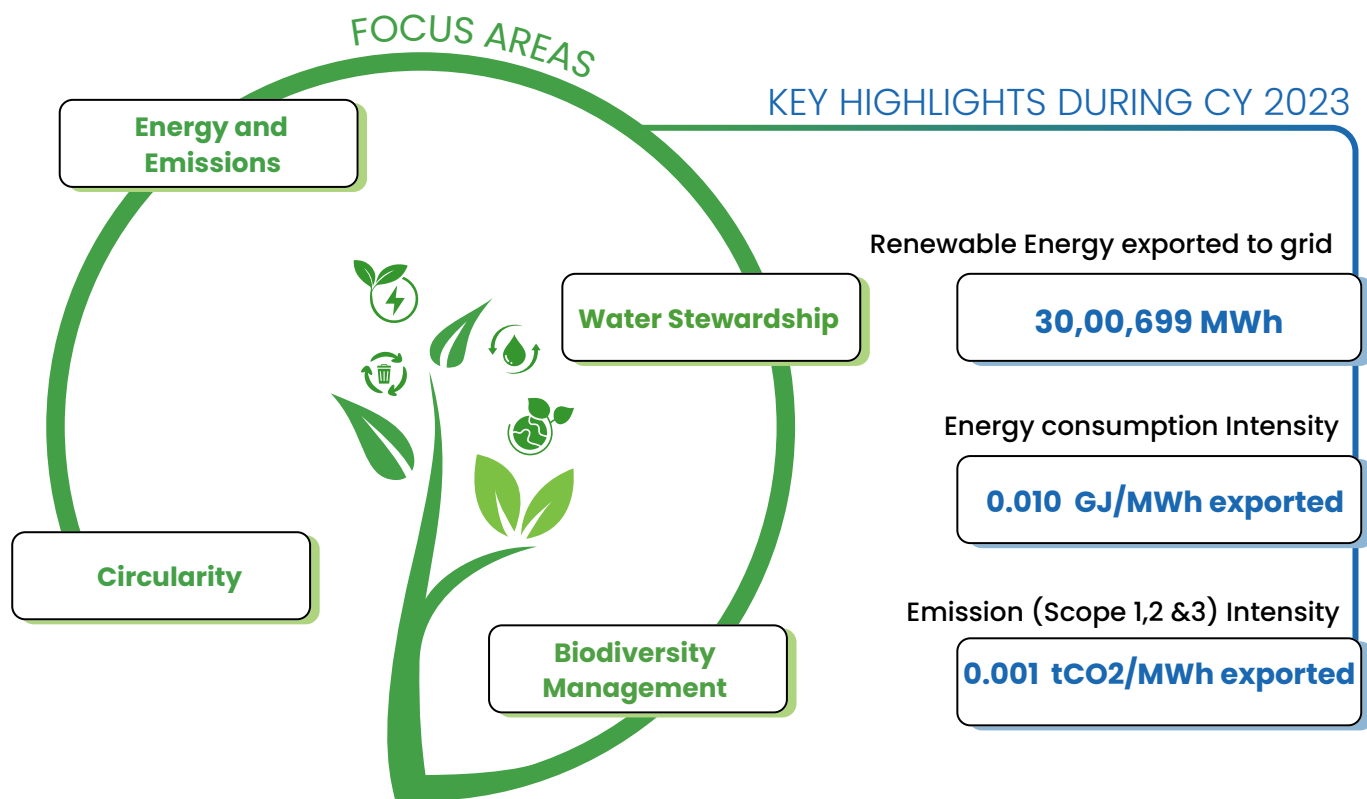 FOCUS AREAS
Energy and
Emissions
Water Stewardship
Circularity
Biodiversity
Management
KEY HIGHLIGHTS DURING CY 2023
Renewable Energy exported to grid
30,00,699 MWh
Energy consumption Intensity
0.010 GJ/MWh exported
Emission (Scope 1,2 &3) Intensity
0.001 tCO2/MWh exported